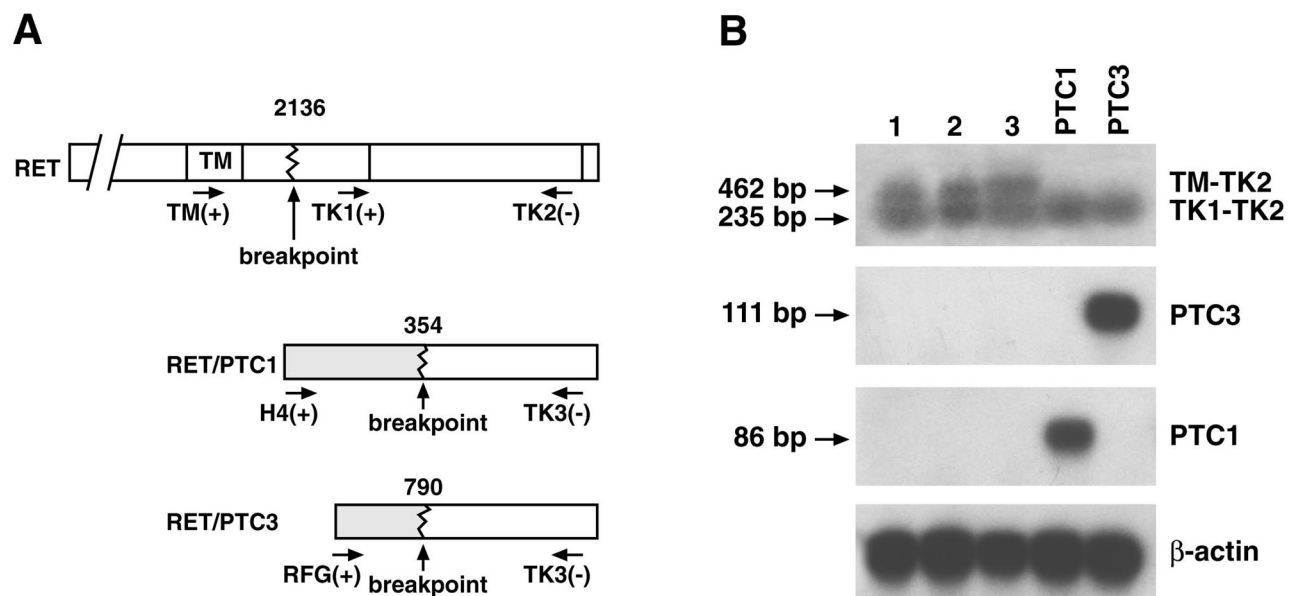 A
2136
RET
TM
TM(+)
TK1(+)
TK2(-)
breakpoint
354
RET/PTC1
H4(+)
breakpoint
TK3(-)
790
RET/PTC3
RFG(+)
breakpoint
TK3(-)
B
1 2 3 PTC1 PTC3
462 bp TM-TK2
235 bp TK1-TK2
111 bp PTC3
86 bp PTC1
β-actin